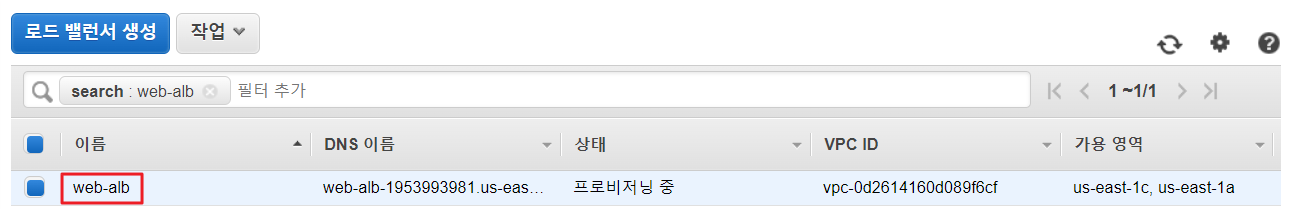 로드 밸런서 생성 작업
search : web-alb 필터 추가 1 ~1/1
이름 DNS 이름 상태 VPC ID 가용 영역
web-alb web-alb-1953993981.us-eas... 프로비저닝 중 vpc-0d2614160d089f6cf us-east-1c, us-east-1a